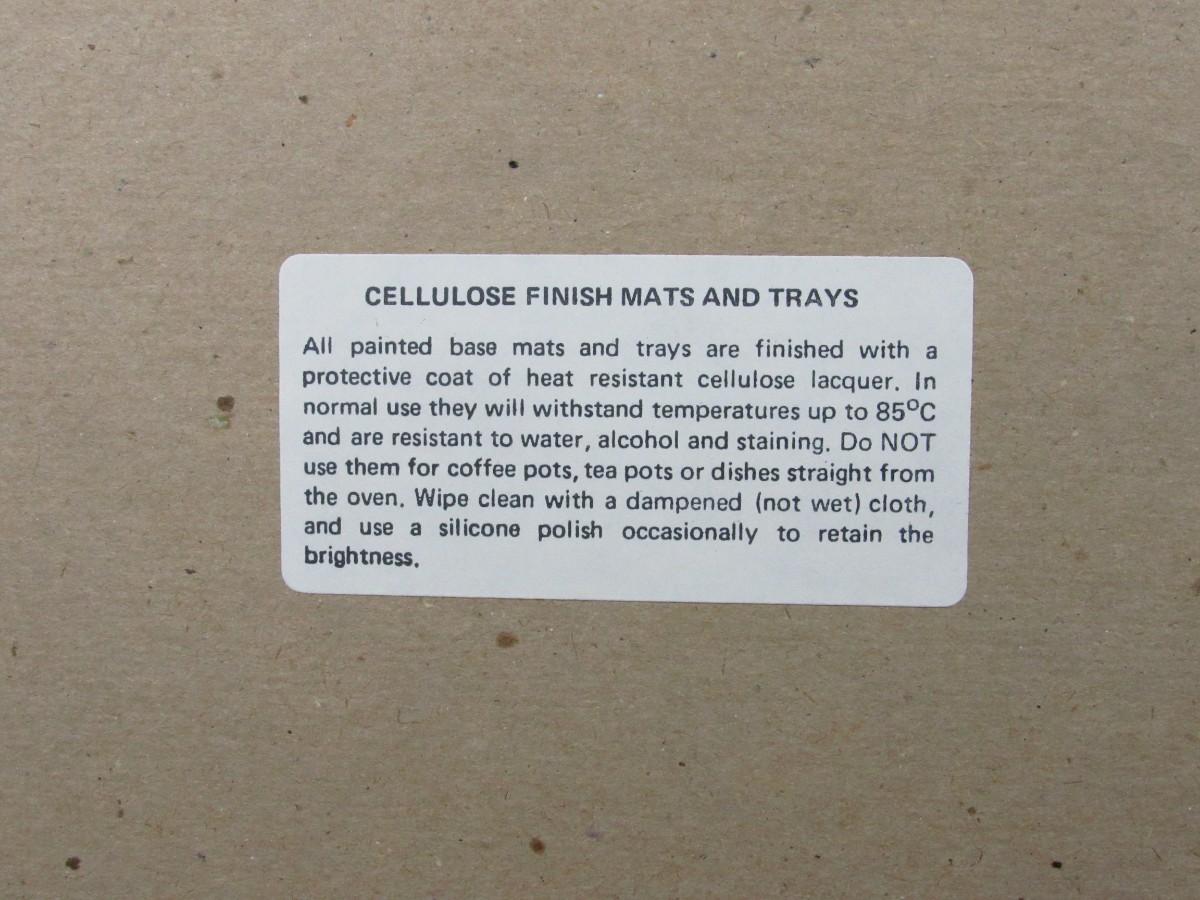 CELLULOSE FINISH MATS AND TRAYS
All painted base mats and trays are finished with a
protective coat of heat resistant cellulose lacquer. In
normal use they will withstand temperatures up to 85°C
and are resistant to water, alcohol and staining. Do NOT
use them for coffee pots, tea pots or dishes straight from
the oven. Wipe clean with a dampened (not wet) cloth,
and use a silicone polish occasionally to retain the
brightness.